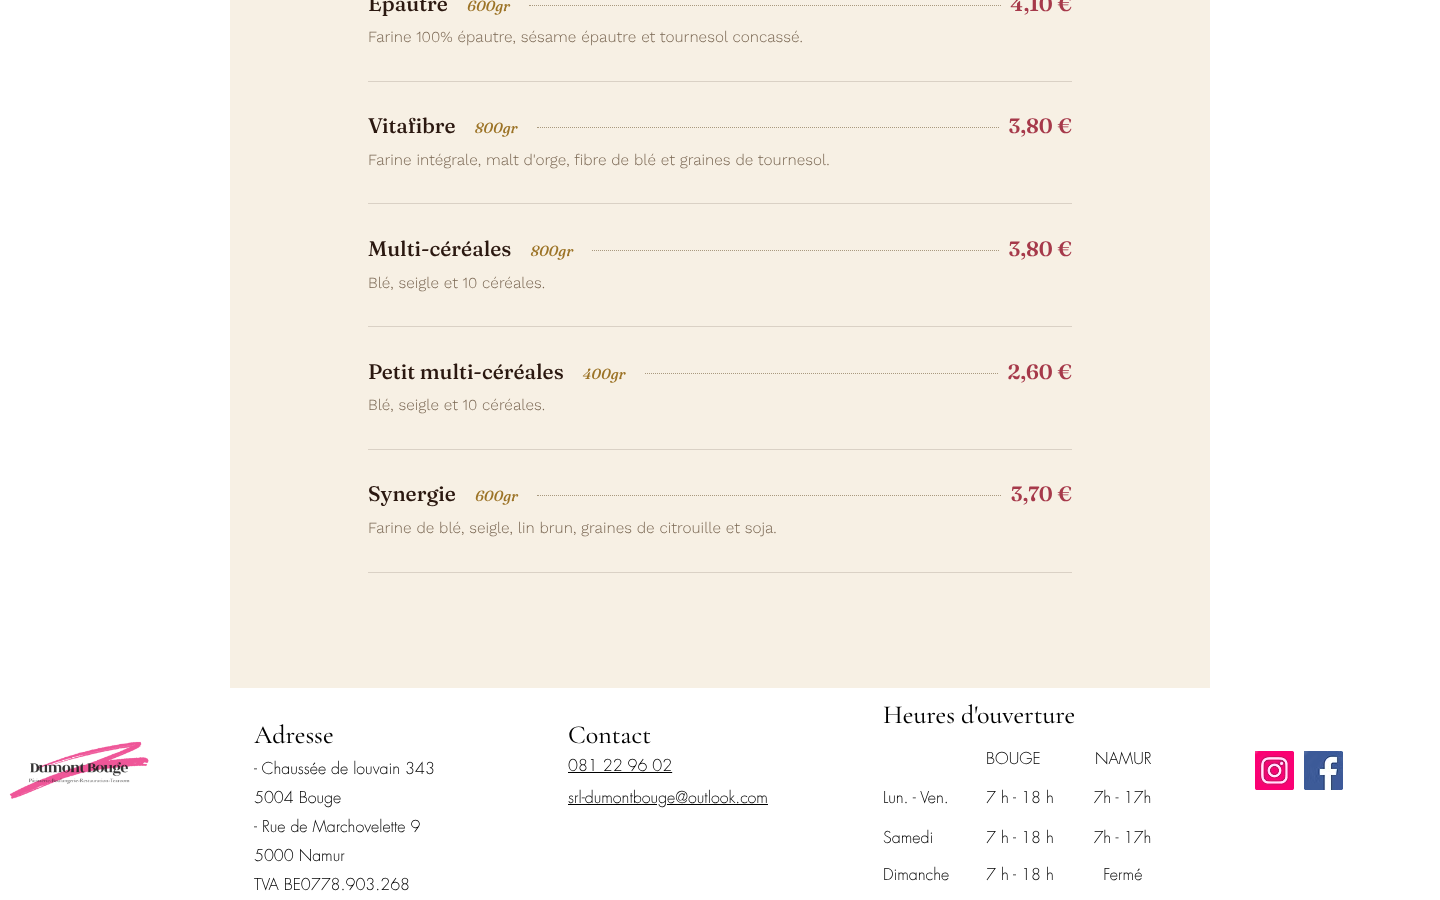 Epautre 600gr 4,10 €
Farine 100% épautre, sésame épautre et tournesol concassé.
Vitafibre 800gr 3,80 €
Farine intégrale, malt d'orge, fibre de blé et graines de tournesol.
Multi-céréales 800gr 3,80 €
Blé, seigle et 10 céréales.
Petit multi-céréales 400gr 2,60 €
Blé, seigle et 10 céréales.
Synergie 600gr 3,70 €
Farine de blé, seigle, lin brun, graines de citrouille et soja.
Dumont Bouge
Adresse
- Chaussée de louvain 343
5004 Bouge
- Rue de Marchovelette 9
5000 Namur
TVA BE0778.903.268
Contact
081 22 96 02
srl-dumontbouge@outlook.com
Heures d'ouverture
BOUGE NAMUR
Lun. - Ven. 7 h - 18 h 7h - 17h
Samedi 7 h - 18 h 7h - 17h
Dimanche 7 h - 18 h Fermé